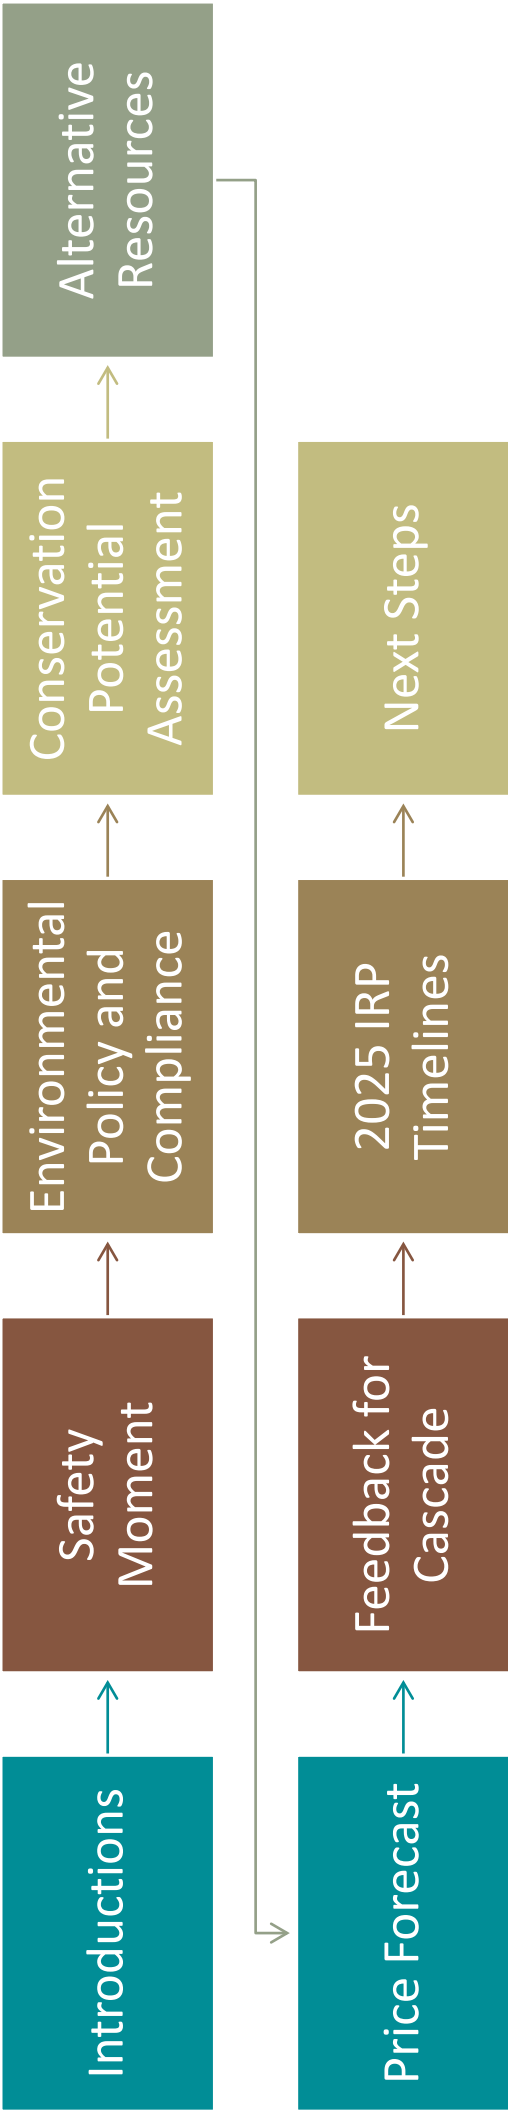 Introductions
Safety
Moment
Environmental
Policy and
Compliance
Conservation
Potential
Assessment
Alternative
Resources
Price Forecast
Feedback for
Cascade
2025 IRP
Timelines
Next Steps